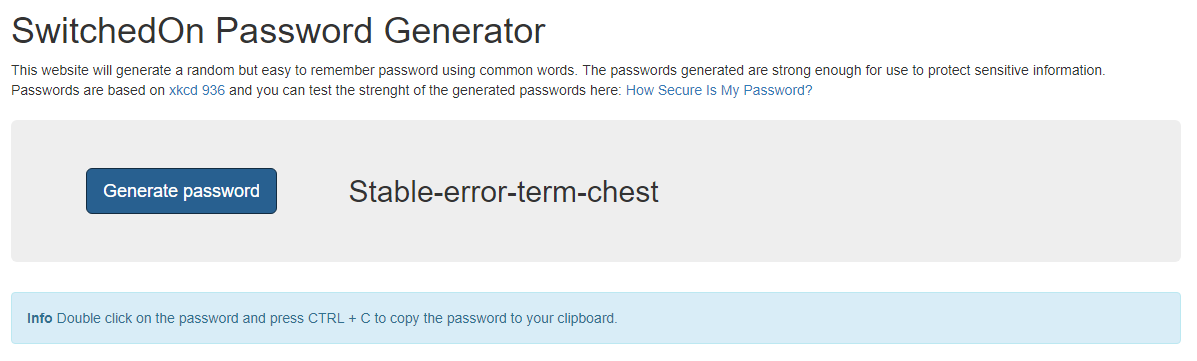 SwitchedOn Password Generator
This website will generate a random but easy to remember password using common words. The passwords generated are strong enough for use to protect sensitive information.
Passwords are based on xkcd 936 and you can test the strenght of the generated passwords here: How Secure Is My Password?
Generate password
Stable-error-term-chest
Info Double click on the password and press CTRL + C to copy the password to your clipboard.